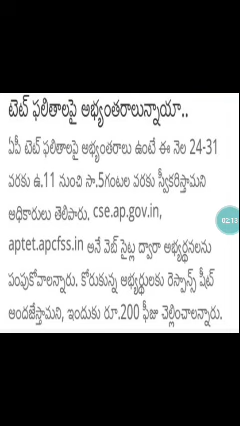 టెట్ ఫలితాలపై అభ్యంతరాలున్నాయా..
ఏపీ టెట్ ఫలితాలపై అభ్యంతరాలు ఉంటే ఈ నెల 24-31
వరకు ఉ.11 నుంచి సా.5గంటల వరకు స్వీకరిస్తామని
అధికారులు తెలిపారు. cse.ap.gov.in,
aptet.apcfss.in అనే వెబ్ సైట్ల ద్వారా అభ్యర్థనలను
పంపుకోవాలన్నారు. కోరుకున్న అభ్యర్థులకు రెస్పాన్స్ షీట్
అందజేస్తామని, ఇందుకు రూ.200 ఫీజు చెల్లించాలన్నారు.
02:13